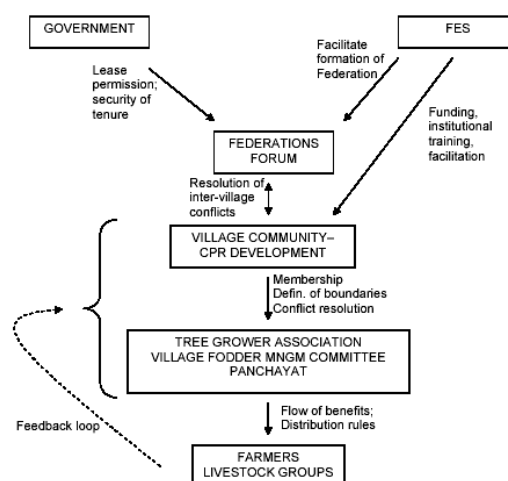 GOVERNMENT
FES
Lease
permission;
security of
tenure
Facilitate
formation of
Federation
Funding,
institutional
training,
facilitation
FEDERATIONS
FORUM
Resolution of
inter-village
conflicts
VILLAGE COMMUNITY–
CPR DEVELOPMENT
Membership
Defin. of boundaries
Conflict resolution
TREE GROWER ASSOCIATION
VILLAGE FODDER MNGM COMMITTEE
PANCHAYAT
Flow of benefits;
Distribution rules
Feedback loop
FARMERS
LIVESTOCK GROUPS